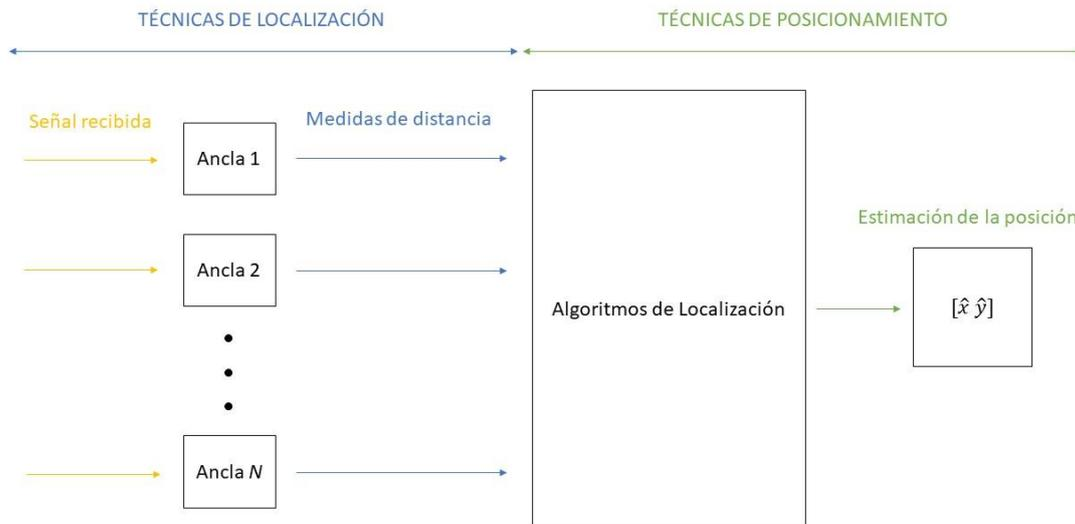 TÉCNICAS DE LOCALIZACIÓN
TÉCNICAS DE POSICIONAMIENTO
Señal recibida
Medidas de distancia
Ancla 1
Ancla 2
Ancla N
Algoritmos de Localización
Estimación de la posición
[x̂ ŷ]